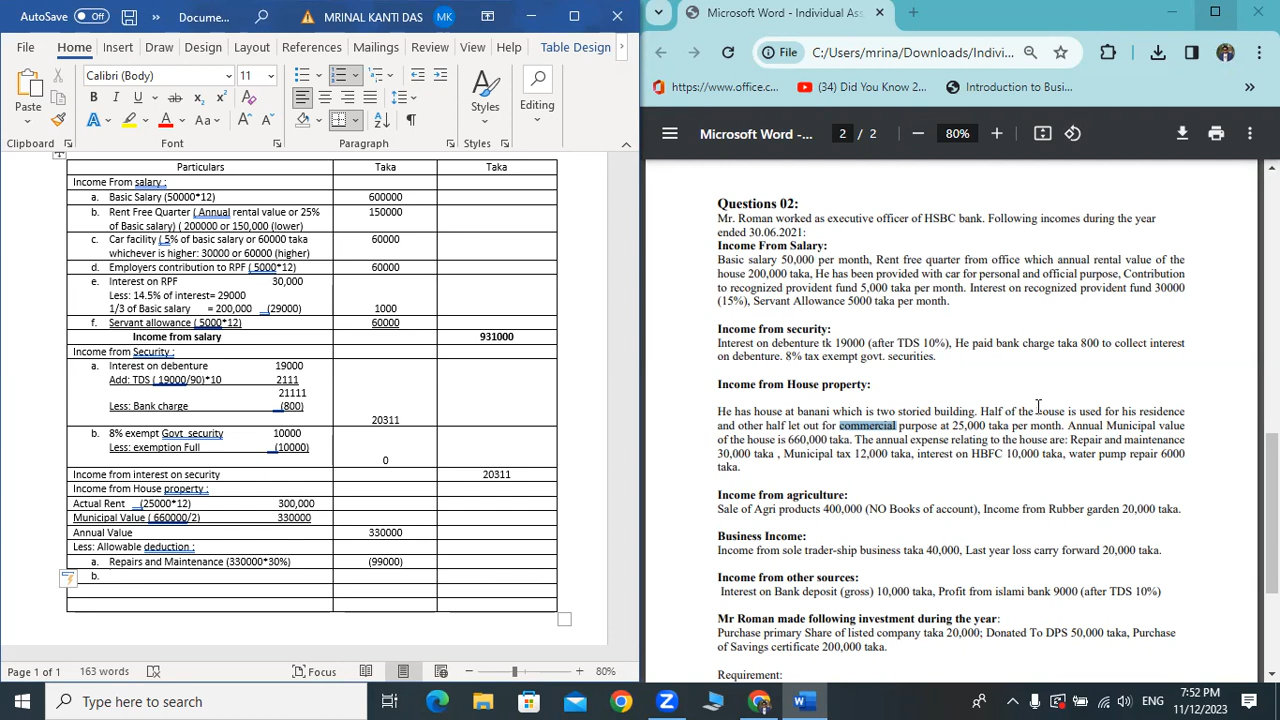 AutoSave Off Docume... MRINAL KANTI DAS MK
File Home Insert Draw Design Layout References Mailings Review View Help Table Design
Calibri (Body) 11
Paste Styles Editing
Clipboard Font Paragraph Styles
Particulars Taka Taka
Income From salary :
a. Basic Salary (50000*12) 600000
b. Rent Free Quarter ( Annual rental value or 25% 150000
of Basic salary) ( 200000 or 150,000 (lower)
c. Car facility ( 5% of basic salary or 60000 taka 60000
whichever is higher: 30000 or 60000 (higher)
d. Employers contribution to RPF ( 5000*12) 60000
e. Interest on RPF 30,000
Less: 14.5% of interest= 29000
1/3 of Basic salary = 200,000 (29000) 1000
f. Servant allowance ( 5000*12) 60000
Income from salary 931000
Income from Security :
a. Interest on debenture 19000
Add: TDS ( 19000/90)*10 2111
21111
Less: Bank charge (800)
20311
b. 8% exempt Govt security 10000
Less: exemption Full (10000)
0
Income from interest on security 20311
Income from House property :
Actual Rent (25000*12) 300,000
Municipal Value ( 660000/2) 330000
Annual Value 330000
Less: Allowable deduction :
a. Repairs and Maintenance (330000*30%) (99000)
b.
Page 1 of 1 163 words Focus 80%
Microsoft Word - Individual As
File C:/Users/mrina/Downloads/Indivi...
https://www.office.c... (34) Did You Know 2... Introduction to Busi...
Microsoft Word -... 2 / 2 80%
Questions 02:
Mr. Roman worked as executive officer of HSBC bank. Following incomes during the year
ended 30.06.2021:
Income From Salary:
Basic salary 50,000 per month, Rent free quarter from office which annual rental value of the
house 200,000 taka, He has been provided with car for personal and official purpose, Contribution
to recognized provident fund 5,000 taka per month. Interest on recognized provident fund 30000
(15%), Servant Allowance 5000 taka per month.
Income from security:
Interest on debenture tk 19000 (after TDS 10%), He paid bank charge taka 800 to collect interest
on debenture. 8% tax exempt govt. securities.
Income from House property:
He has house at banani which is two storied building. Half of the house is used for his residence
and other half let out for commercial purpose at 25,000 taka per month. Annual Municipal value
of the house is 660,000 taka. The annual expense relating to the house are: Repair and maintenance
30,000 taka , Municipal tax 12,000 taka, interest on HBFC 10,000 taka, water pump repair 6000
taka.
Income from agriculture:
Sale of Agri products 400,000 (NO Books of account), Income from Rubber garden 20,000 taka.
Business Income:
Income from sole trader-ship business taka 40,000, Last year loss carry forward 20,000 taka.
Income from other sources:
Interest on Bank deposit (gross) 10,000 taka, Profit from islami bank 9000 (after TDS 10%)
Mr Roman made following investment during the year:
Purchase primary Share of listed company taka 20,000; Donated To DPS 50,000 taka, Purchase
of Savings certificate 200,000 taka.
Requirement:
Type here to search
ENG 7:52 PM
11/12/2023